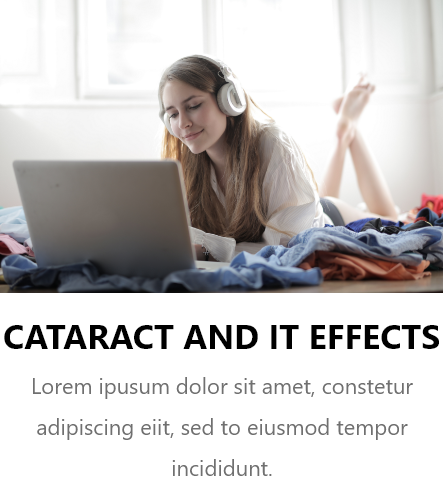 CATARACT AND IT EFFECTS
Lorem ipusum dolor sit amet, constetur
adipiscing eiit, sed to eiusmod tempor
incididunt.